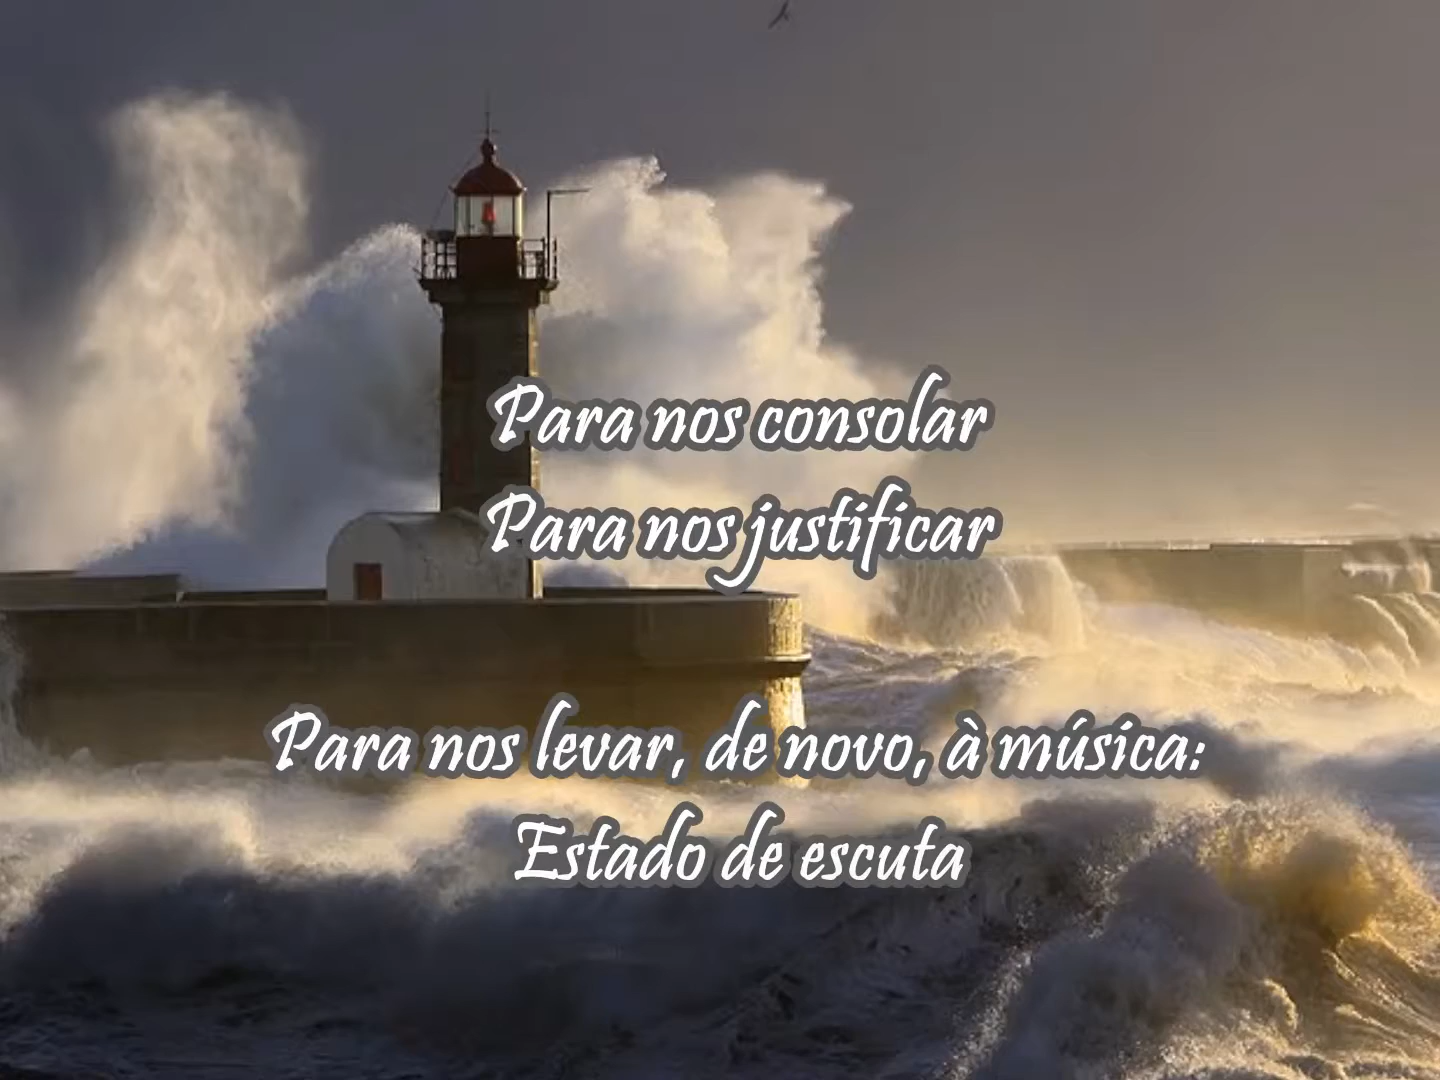 Para nos consolar
Para nos justificar
Para nos levar, de novo, à música:
Estado de escuta